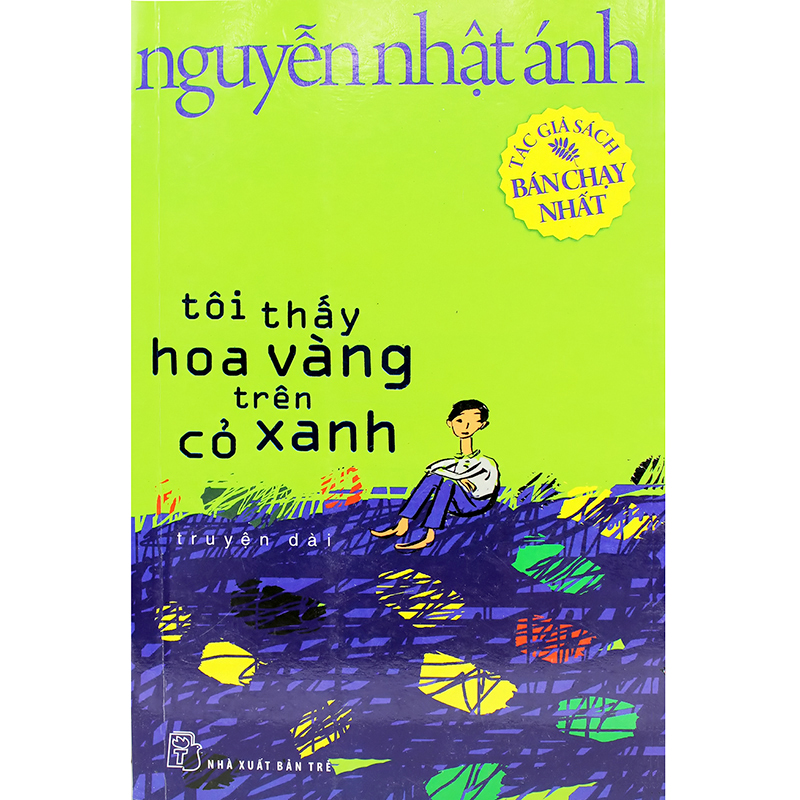 nguyễn nhật ánh
TÁC GIẢ SÁCH
BÁN CHẠY
NHẤT
tôi thấy
hoa vàng
trên
cỏ xanh
truyện dài
NHÀ XUẤT BẢN TRẺ